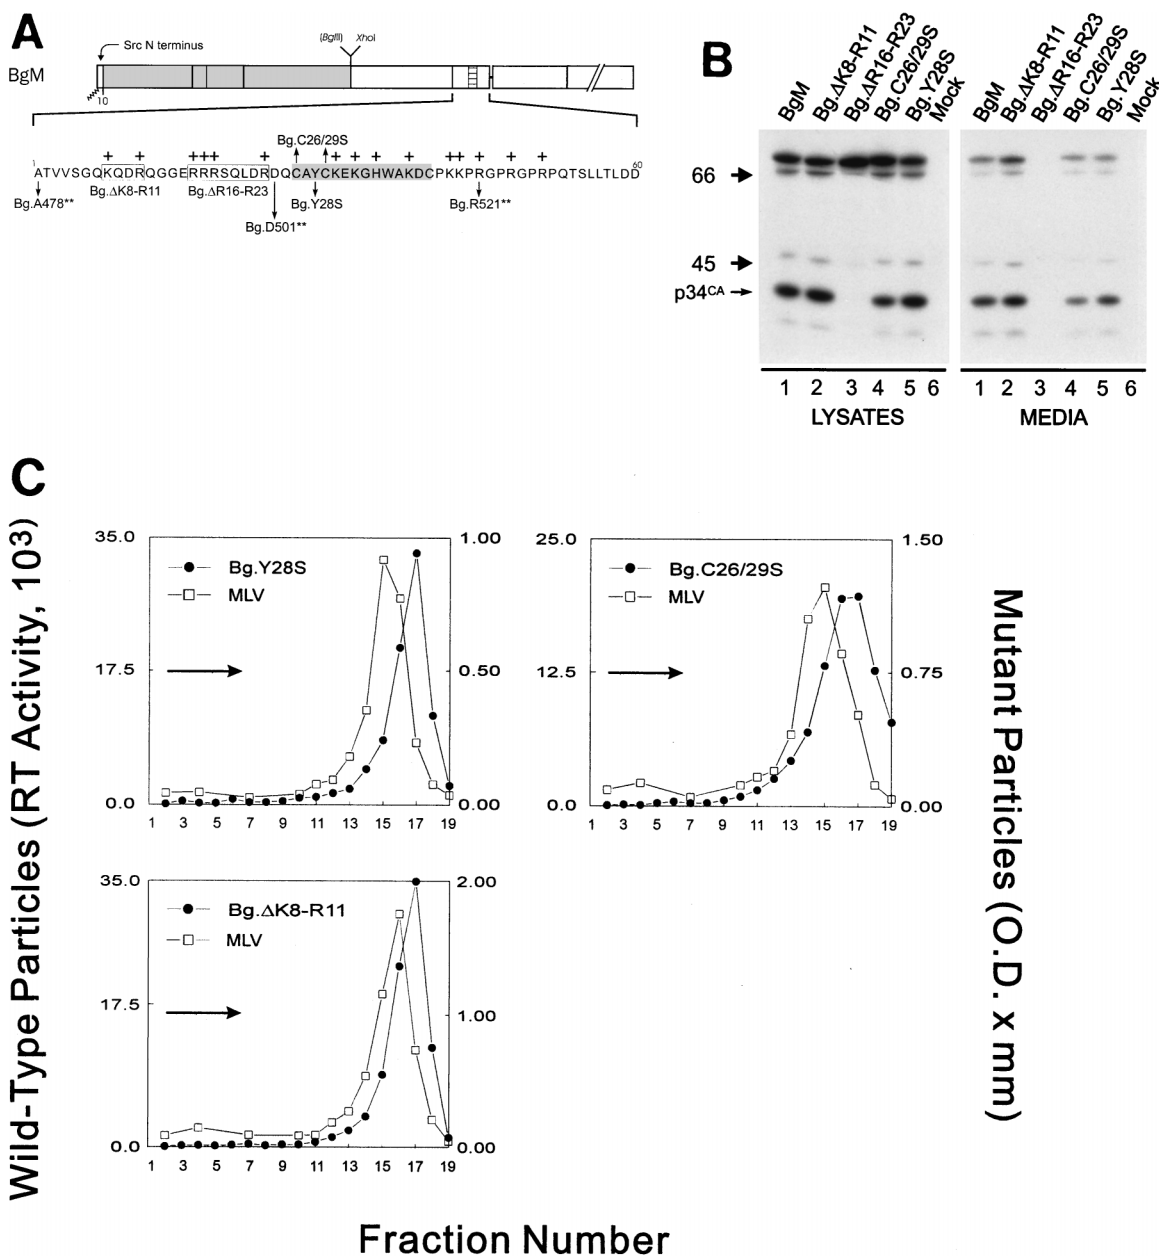 A
Src N terminus
(BglII) XhoI
BgM
10
Bg.C26/29S
+ + +++ + + + + + ++ + + +
1 ATVVSGQKQDRQGGERRRSQLDRDQCAYCKEKGHWAKDCPKKPRGPRGPRPQTSLLTLDD 60
Bg.A478** Bg.ΔK8-R11 Bg.ΔR16-R23 Bg.Y28S Bg.R521**
Bg.D501**
B
BgM
Bg.ΔK8-R11
Bg.ΔR16-R23
Bg.C26/29S
Bg.Y28S
Mock
BgM
Bg.ΔK8-R11
Bg.ΔR16-R23
Bg.C26/29S
Bg.Y28S
Mock
66
45
p34CA
1 2 3 4 5 6
LYSATES
1 2 3 4 5 6
MEDIA
C
Wild-Type Particles (RT Activity, 10³)
35.0
17.5
0.0
Bg.Y28S
MLV
1.00
0.50
0.00
1 3 5 7 9 11 13 15 17 19
25.0
12.5
0.0
Bg.C26/29S
MLV
1.50
0.75
0.00
1 3 5 7 9 11 13 15 17 19
35.0
17.5
0.0
Bg.ΔK8-R11
MLV
2.00
1.00
0.00
1 3 5 7 9 11 13 15 17 19
Mutant Particles (O.D. x mm)
Fraction Number